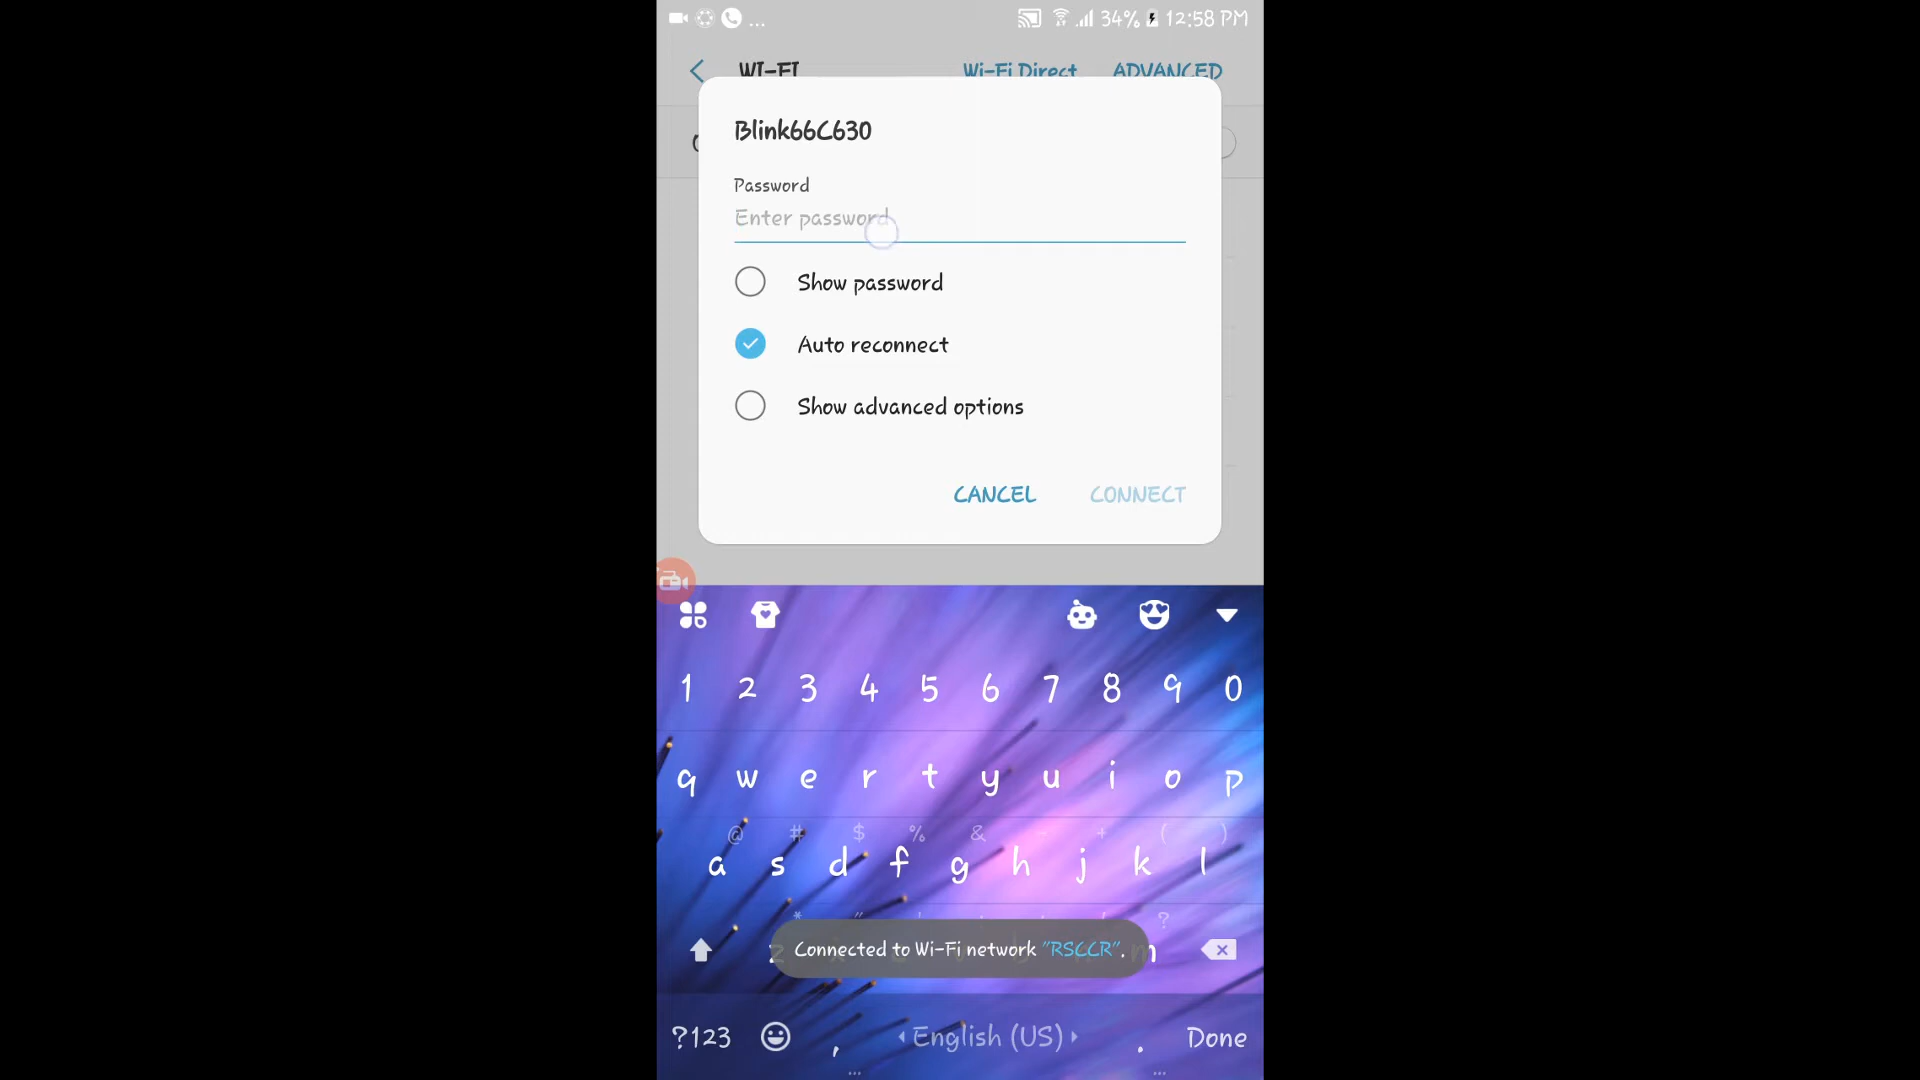 ... 34% 12:58 PM
WI-FI Wi-Fi Direct ADVANCED
Blink66C630
Password
Enter password
Show password
Auto reconnect
Show advanced options
CANCEL CONNECT
1 2 3 4 5 6 7 8 9 0
q w e r t y u i o p
@ # $ % & - + ( )
a s d f g h j k l
* " ?
z m
Connected to Wi-Fi network "RSCCR".
?123 , English (US) . Done
... ...